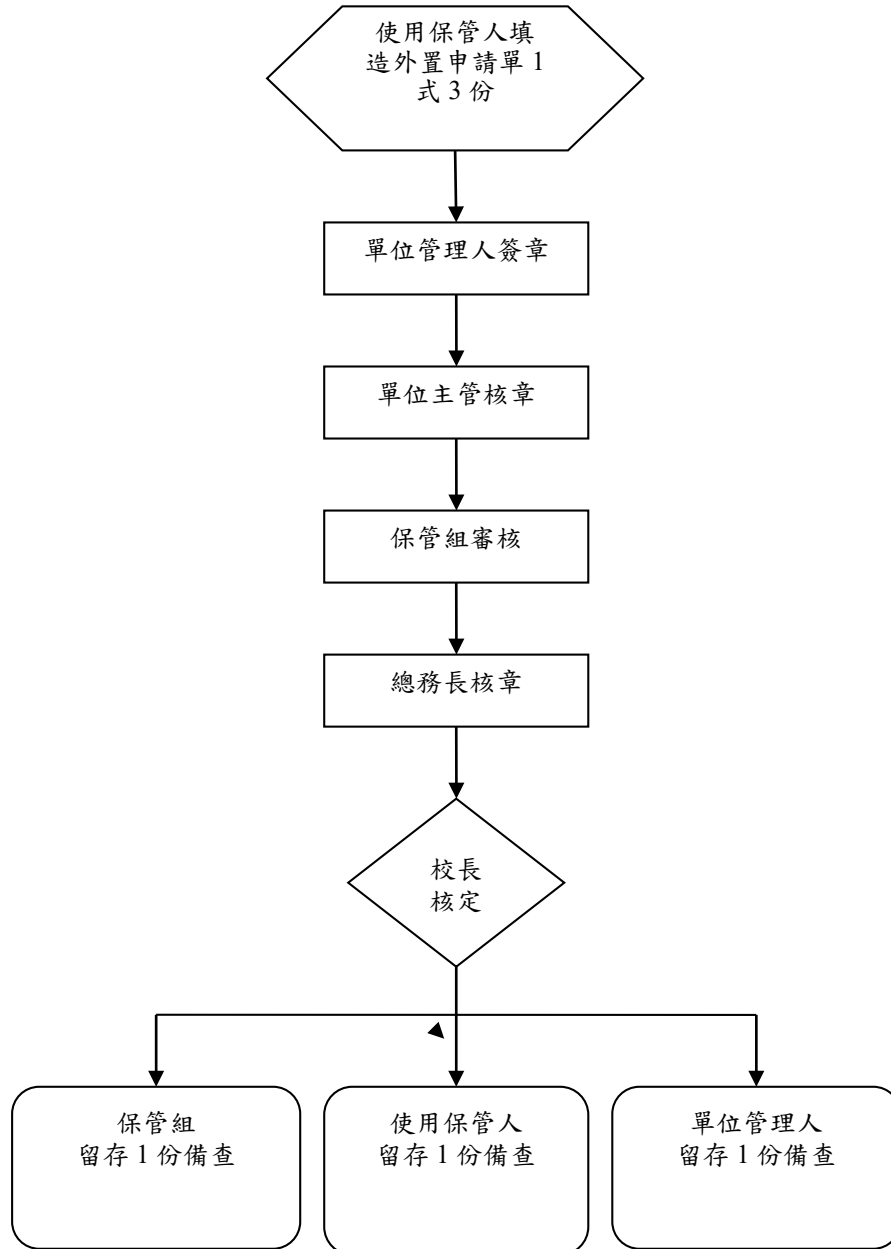 使用保管人填
造外置申請單 1
式 3 份
單位管理人簽章
單位主管核章
保管組審核
總務長核章
校長
核定
保管組
留存 1 份備查
使用保管人
留存 1 份備查
單位管理人
留存 1 份備查